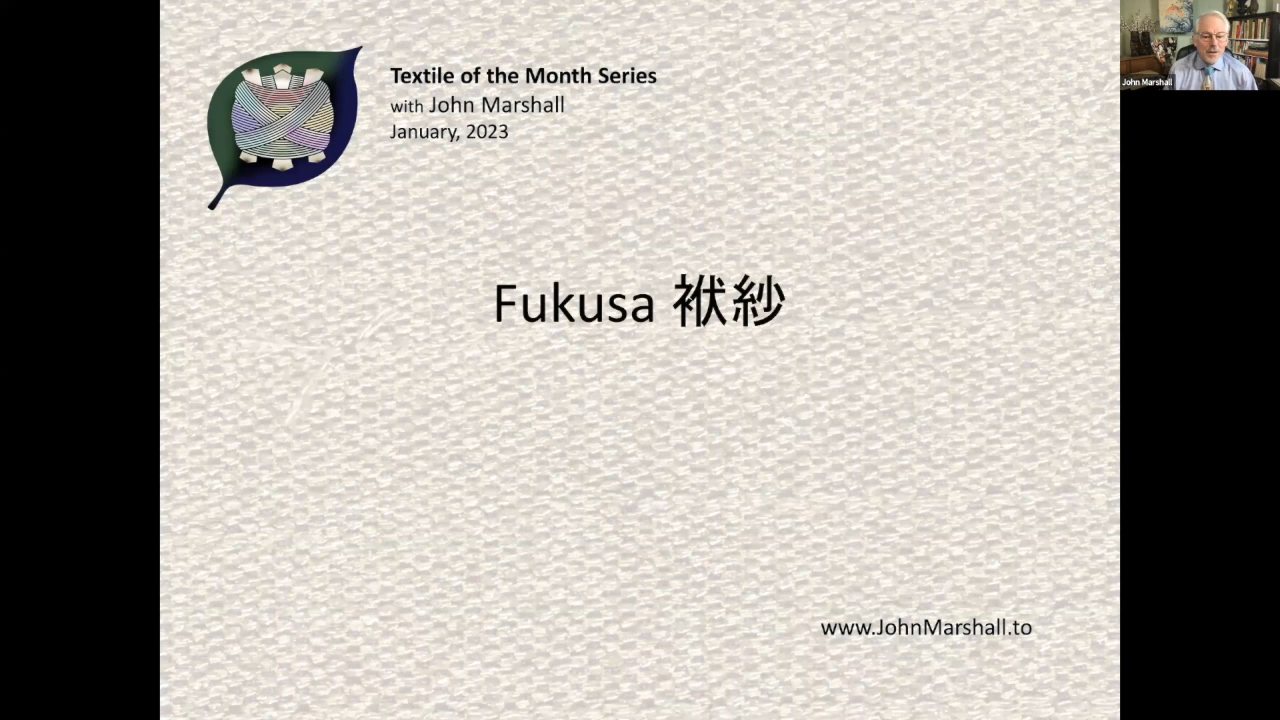 Textile of the Month Series
with John Marshall
January, 2023
Fukusa 袱紗
www.JohnMarshall.to
John Marshall